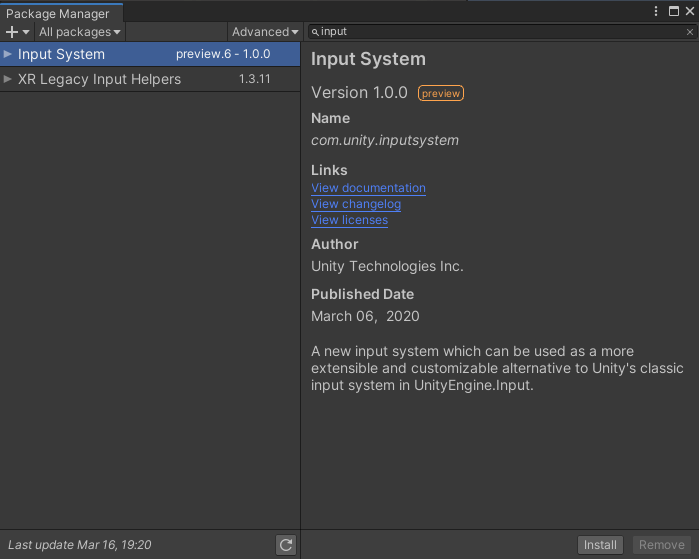 Package Manager
All packages
Advanced
input
Input System preview.6 - 1.0.0
XR Legacy Input Helpers 1.3.11
Input System
Version 1.0.0 preview
Name
com.unity.inputsystem
Links
View documentation
View changelog
View licenses
Author
Unity Technologies Inc.
Published Date
March 06, 2020
A new input system which can be used as a more
extensible and customizable alternative to Unity's classic
input system in UnityEngine.Input.
Last update Mar 16, 19:20
Install Remove